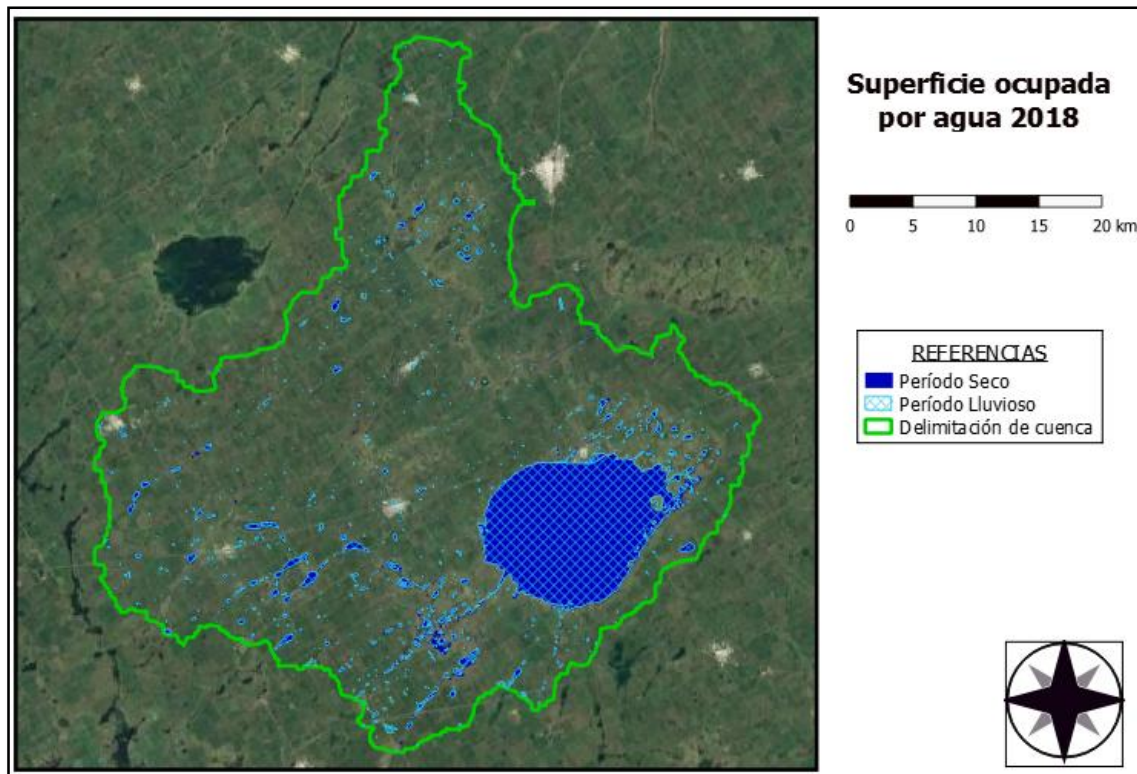 Superficie ocupada
por agua 2018
0 5 10 15 20 km
REFERENCIAS
Período Seco
Período Lluvioso
Delimitación de cuenca